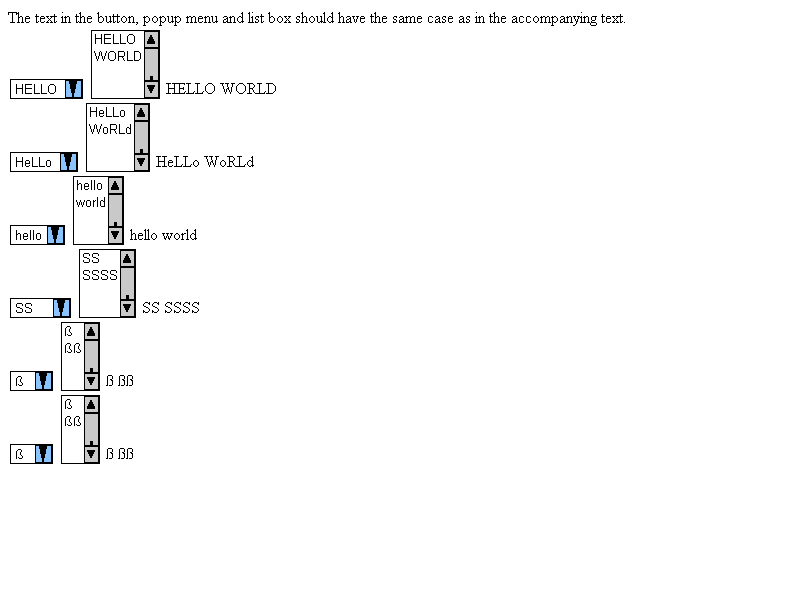 The text in the button, popup menu and list box should have the same case as in the accompanying text.
HELLO
WORLD
HELLO HELLO WORLD
HeLLo
WoRLd
HeLLo HeLLo WoRLd
hello
world
hello hello world
SS
SSSS
SS SS SSSS
ß
ßß
ß ß ßß
ß
ßß
ß ß ßß